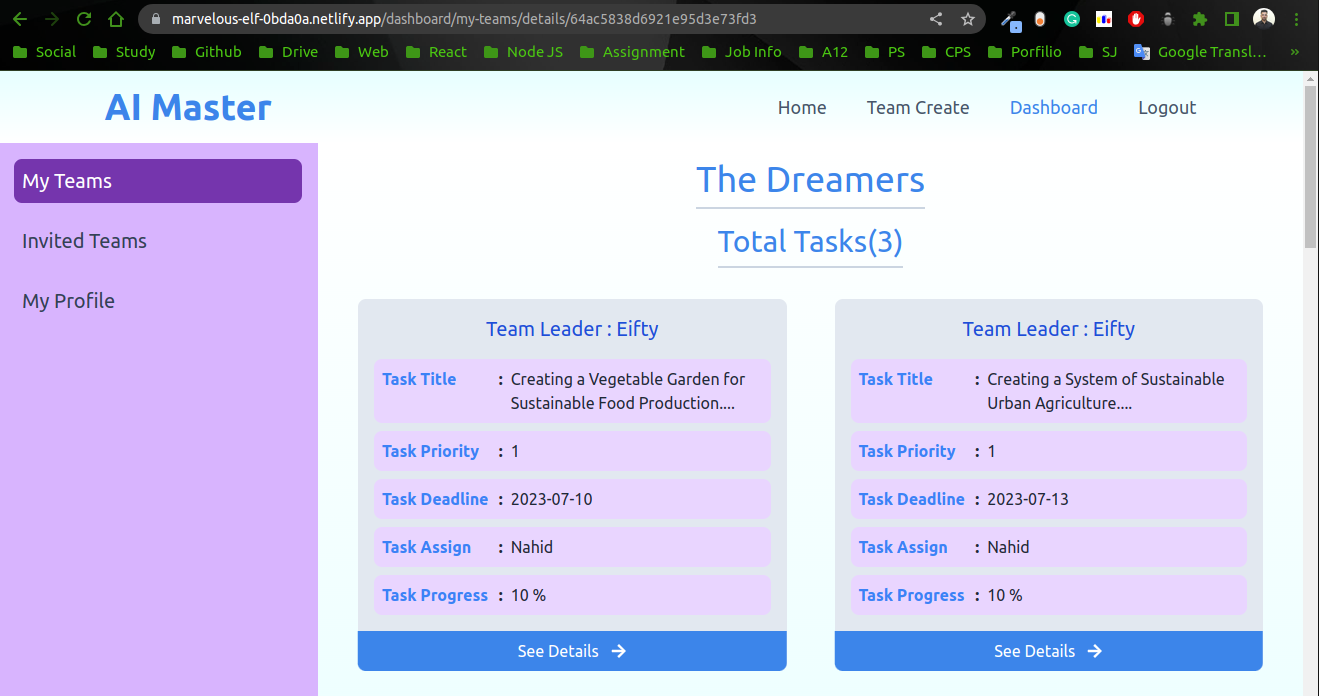 marvelous-elf-0bda0a.netlify.app/dashboard/my-teams/details/64ac5838d6921e95d3e73fd3
Social Study Github Drive Web React Node JS Assignment Job Info A12 PS CPS Porfilio SJ Google Transl... »
AI Master
Home Team Create Dashboard Logout
My Teams
Invited Teams
My Profile
The Dreamers
Total Tasks(3)
Team Leader : Eifty
Task Title : Creating a Vegetable Garden for
Sustainable Food Production....
Task Priority : 1
Task Deadline : 2023-07-10
Task Assign : Nahid
Task Progress : 10 %
See Details →
Team Leader : Eifty
Task Title : Creating a System of Sustainable
Urban Agriculture....
Task Priority : 1
Task Deadline : 2023-07-13
Task Assign : Nahid
Task Progress : 10 %
See Details →